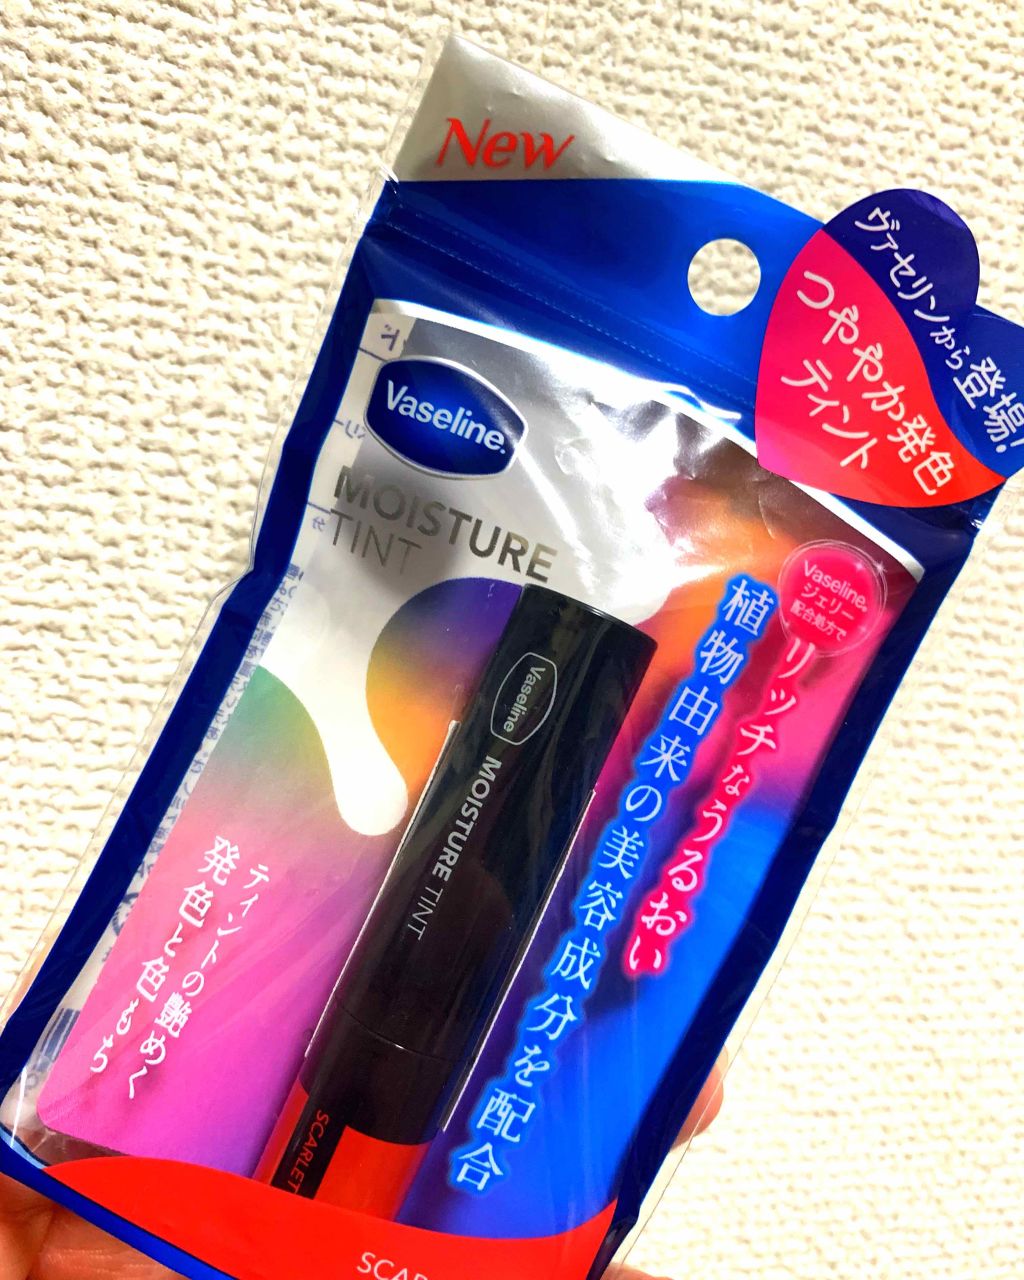 New
ヴァセリンから登場!
つややか発色
ティント
Vaseline.
MOISTURE
TINT
Vaseline.
ジェリー
配合処方で
リッチなうるおい
植物由来の美容成分を配合
Vaseline
MOISTURE TINT
ティントの艶めく
発色と色もち
SCARLET